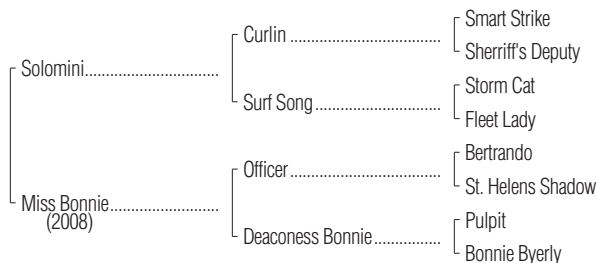 Smart Strike
Curlin
Sherriff's Deputy
Solomini
Storm Cat
Surf Song
Fleet Lady
Bertrando
Officer
St. Helens Shadow
Miss Bonnie
(2008)
Pulpit
Deaconess Bonnie
Bonnie Byerly